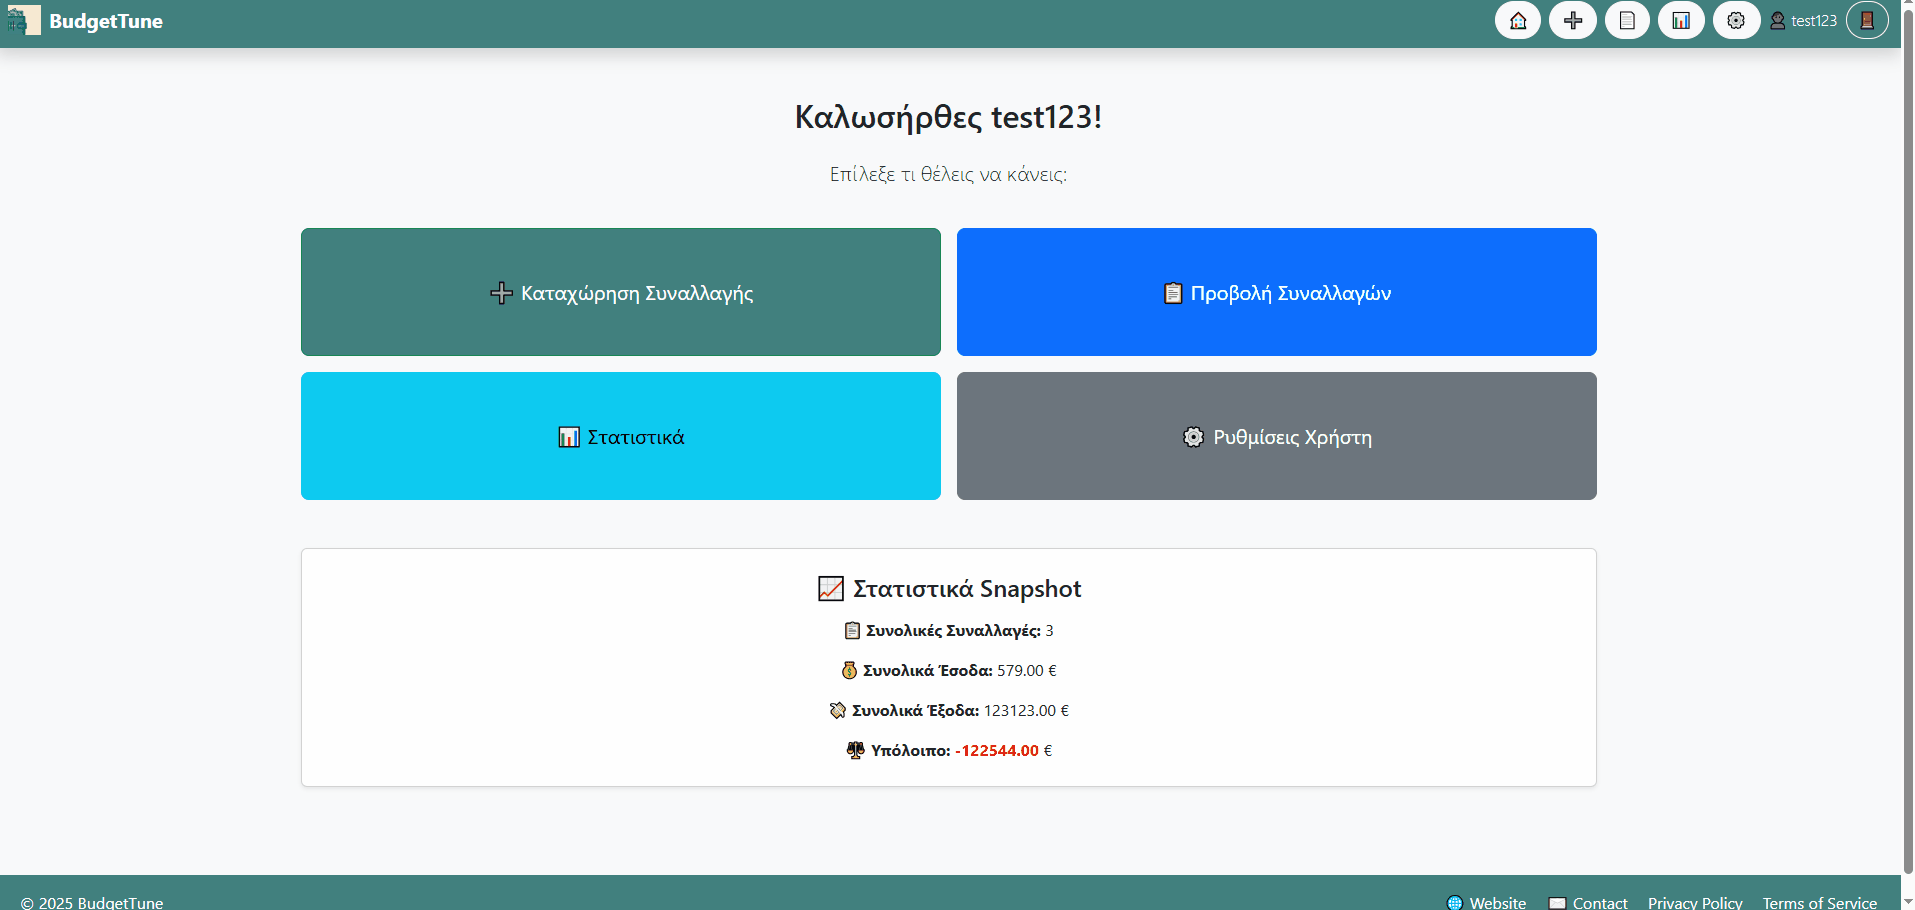 BudgetTune
test123
Καλωσήρθες test123!
Επίλεξε τι θέλεις να κάνεις:
Καταχώρηση Συναλλαγής
Προβολή Συναλλαγών
Στατιστικά
Ρυθμίσεις Χρήστη
Στατιστικά Snapshot
Συνολικές Συναλλαγές: 3
Συνολικά Έσοδα: 579.00 €
Συνολικά Έξοδα: 123123.00 €
Υπόλοιπο: -122544.00 €
© 2025 BudgetTune
Website Contact Privacy Policy Terms of Service